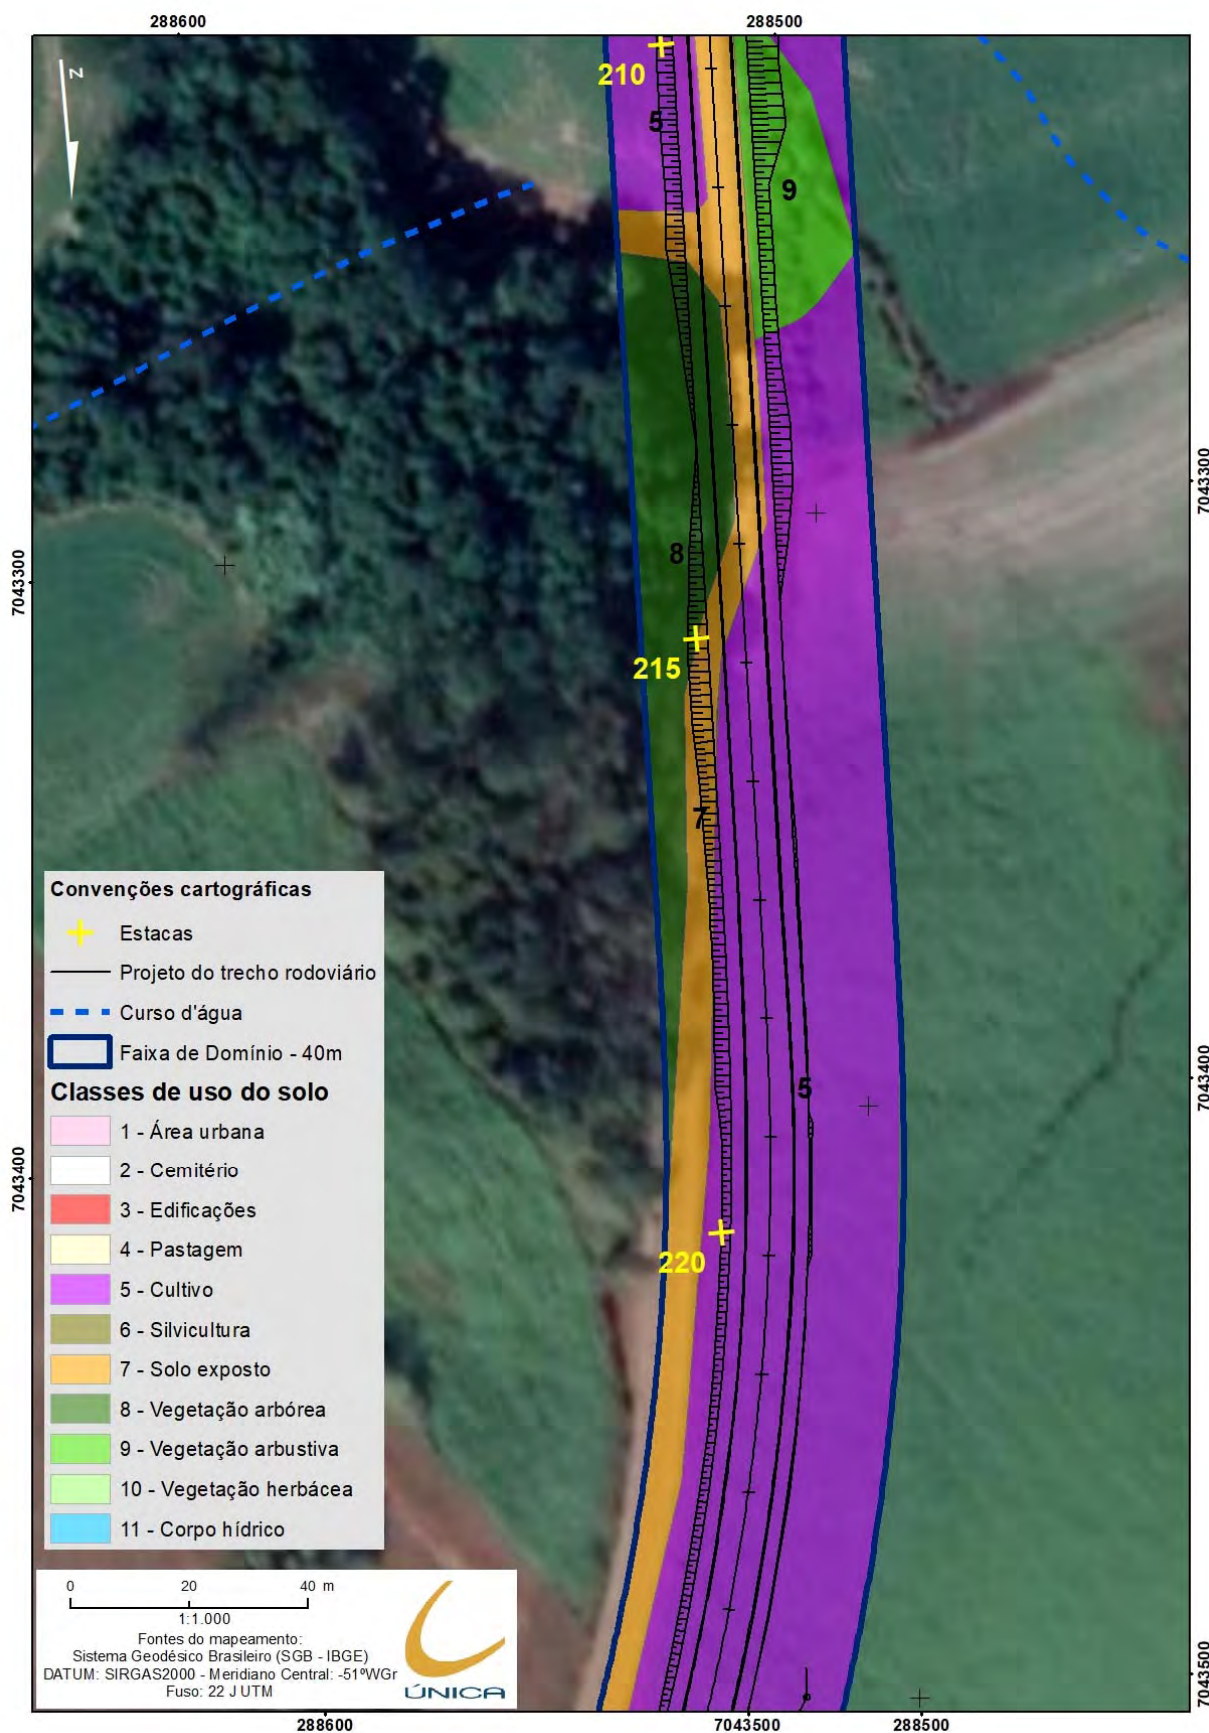 288600
288500
z
210
5
9
7043300
8
7043300
215
7
Convenções cartográficas
Estacas
Projeto do trecho rodoviário
Curso d'água
Faixa de Domínio - 40m
Classes de uso do solo
1 - Área urbana
2 - Cemitério
3 - Edificações
4 - Pastagem
5 - Cultivo
6 - Silvicultura
7 - Solo exposto
8 - Vegetação arbórea
9 - Vegetação arbustiva
10 - Vegetação herbácea
11 - Corpo hídrico
5
7043400
7043400
220
0 20 40 m
1:1.000
Fontes do mapeamento:
Sistema Geodésico Brasileiro (SGB - IBGE)
DATUM: SIRGAS2000 - Meridiano Central: -51ºWGr
Fuso: 22 J UTM
ÚNICA
7043500
288600
7043500
288500